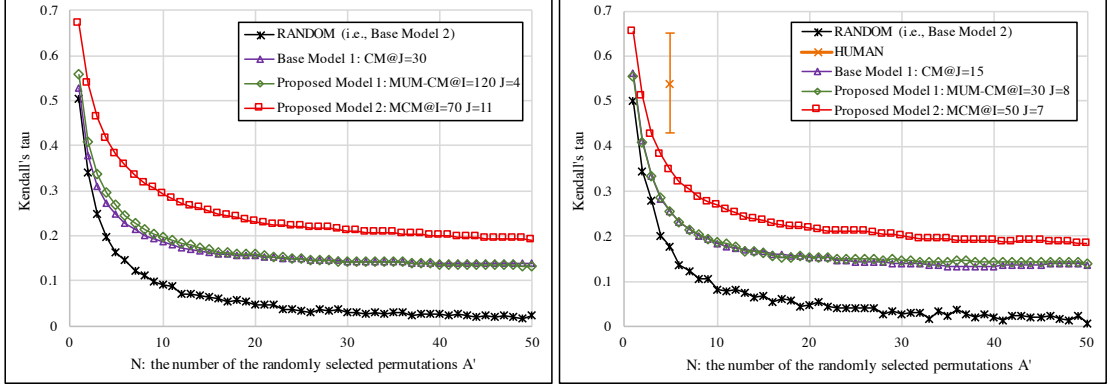 0.7
0.6
0.5
0.4
0.3
0.2
0.1
0
Kendall's tau
RANDOM (i.e., Base Model 2)
Base Model 1: CM@J=30
Proposed Model 1: MUM-CM@I=120 J=4
Proposed Model 2: MCM@I=70 J=11
0 10 20 30 40 50
N: the number of the randomly selected permutations A'
0.7
0.6
0.5
0.4
0.3
0.2
0.1
0
Kendall's tau
RANDOM (i.e., Base Model 2)
HUMAN
Base Model 1: CM@J=15
Proposed Model 1: MUM-CM@I=30 J=8
Proposed Model 2: MCM@I=50 J=7
0 10 20 30 40 50
N: the number of the randomly selected permutations A'